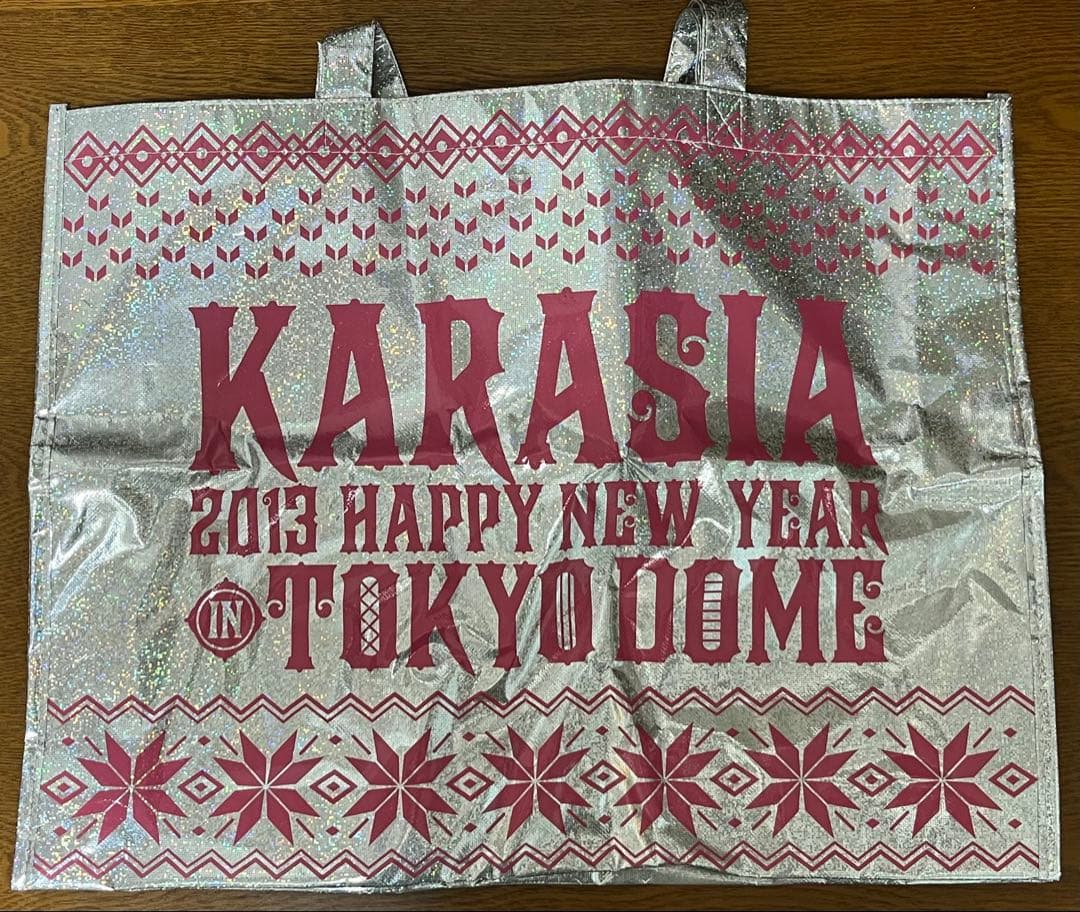 KARASIA
2013 HAPPY NEW YEAR
IN TOKYO DOME